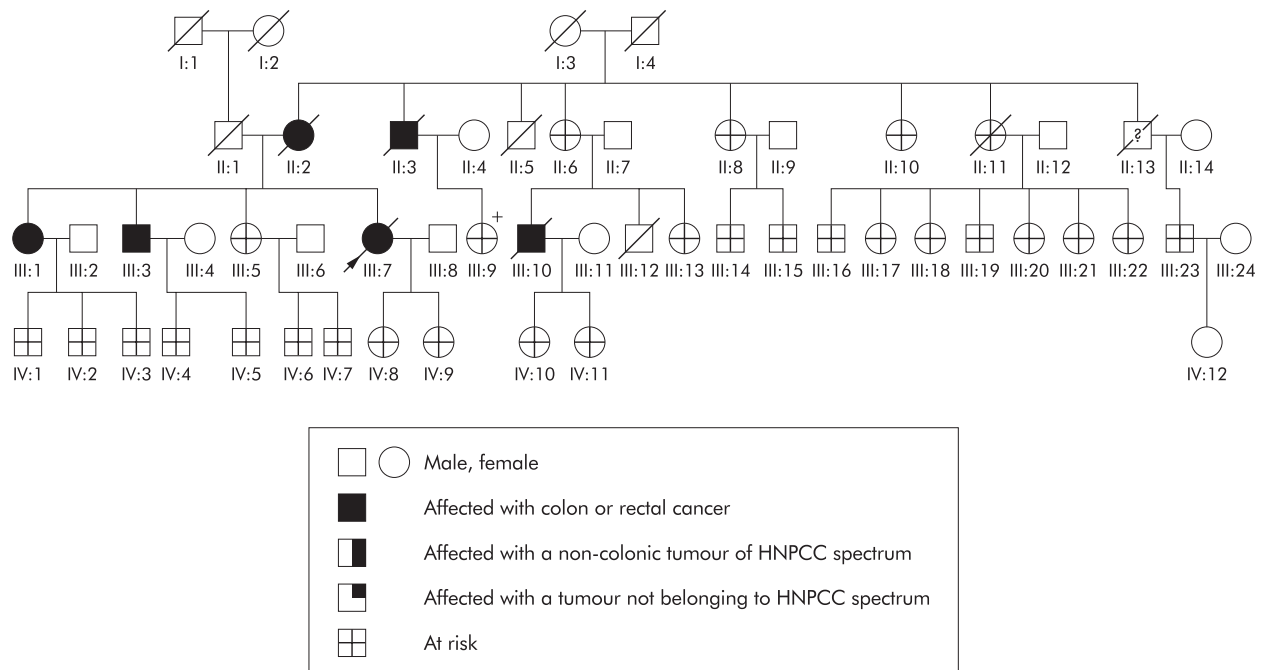 I:1 I:2 I:3 I:4
?
II:1 II:2 II:3 II:4 II:5 II:6 II:7 II:8 II:9 II:10 II:11 II:12 II:13 II:14
+
III:1 III:2 III:3 III:4 III:5 III:6 III:7 III:8 III:9 III:10 III:11 III:12 III:13 III:14 III:15 III:16 III:17 III:18 III:19 III:20 III:21 III:22 III:23 III:24
IV:1 IV:2 IV:3 IV:4 IV:5 IV:6 IV:7 IV:8 IV:9 IV:10 IV:11 IV:12
Male, female
Affected with colon or rectal cancer
Affected with a non-colonic tumour of HNPCC spectrum
Affected with a tumour not belonging to HNPCC spectrum
At risk